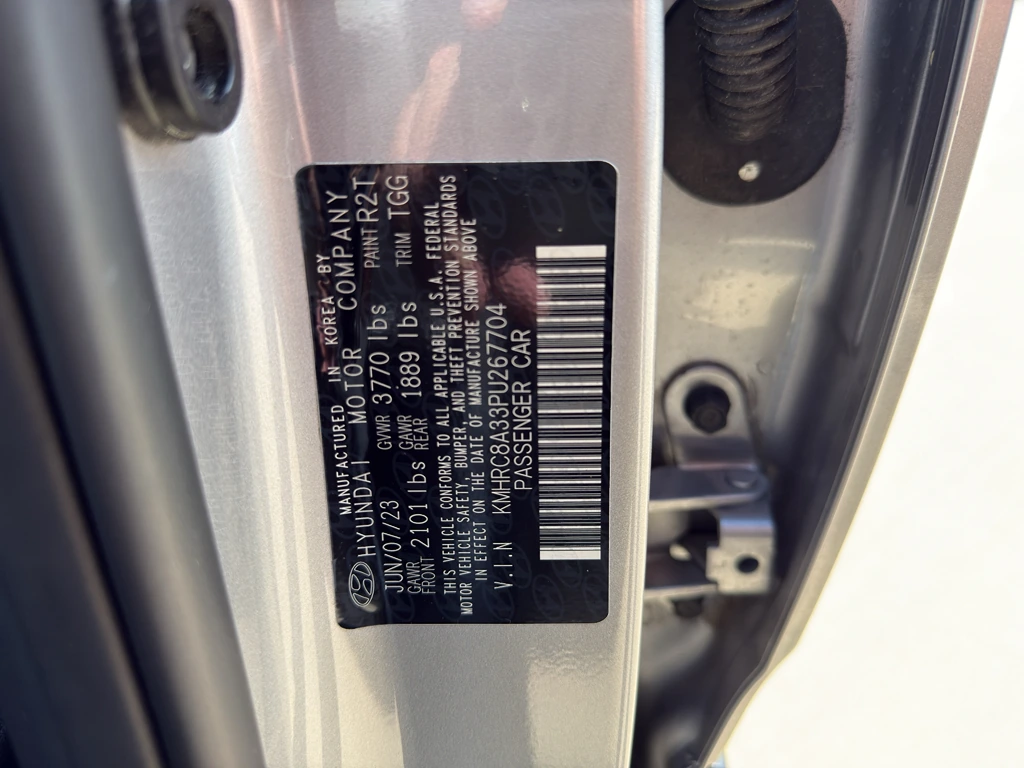 MANUFACTURED IN KOREA BY
HYUNDAI MOTOR COMPANY
JUN/07/23 GVWR 3770 lbs PAINT R2T
GAWR FRONT 2101 lbs GAWR REAR 1889 lbs TRIM TGG
THIS VEHICLE CONFORMS TO ALL APPLICABLE U.S.A. FEDERAL
MOTOR VEHICLE SAFETY, BUMPER, AND THEFT PREVENTION STANDARDS
IN EFFECT ON THE DATE OF MANUFACTURE SHOWN ABOVE
V.I.N KMHRC8A33PU267704
PASSENGER CAR